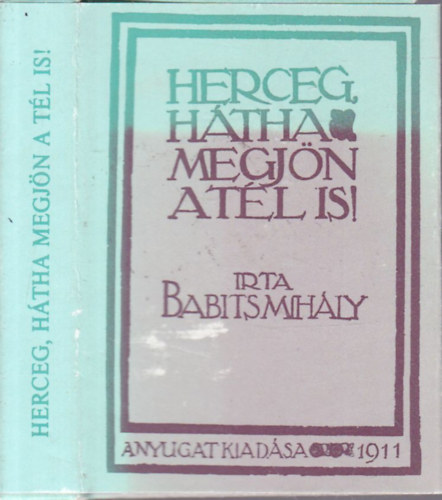 HERCEG, HÁTHA MEGJÖN A TÉL IS!
HERCEG,
HÁTHA
MEGJÖN
A TÉL IS!
IRTA
BABITS MIHÁLY
A NYUGAT KIADÁSA 1911